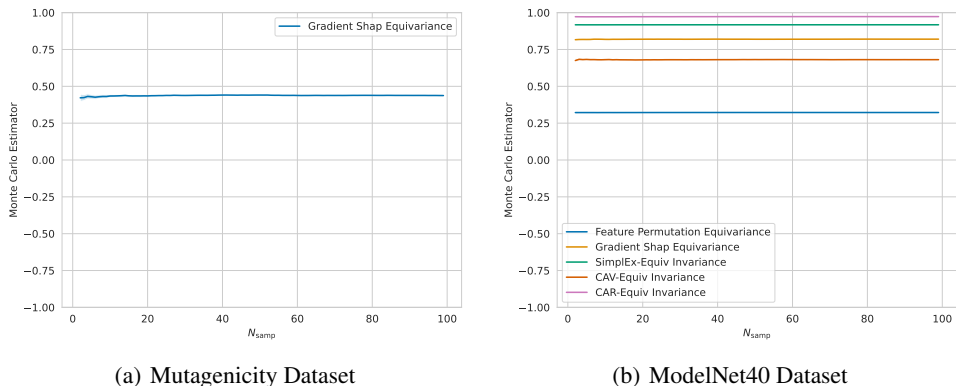 Gradient Shap Equivariance
1.00
0.75
0.50
0.25
0.00
−0.25
−0.50
−0.75
−1.00
Monte Carlo Estimator
0 20 40 60 80 100
N_samp
(a) Mutagenicity Dataset
1.00
0.75
0.50
0.25
0.00
−0.25
−0.50
−0.75
−1.00
Monte Carlo Estimator
Feature Permutation Equivariance
Gradient Shap Equivariance
SimplEx-Equiv Invariance
CAV-Equiv Invariance
CAR-Equiv Invariance
0 20 40 60 80 100
N_samp
(b) ModelNet40 Dataset